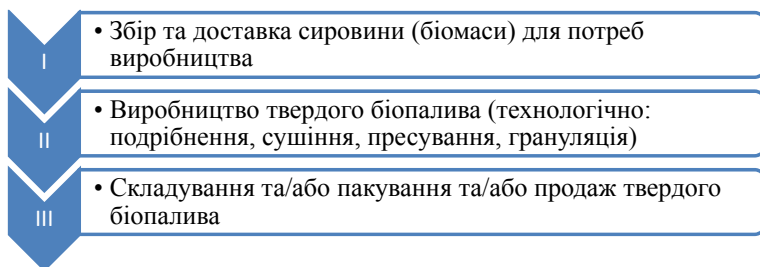 I
• Збір та доставка сировини (біомаси) для потреб
виробництва
II
• Виробництво твердого біопалива (технологічно:
подрібнення, сушіння, пресування, грануляція)
III
• Складування та/або пакування та/або продаж твердого
біопалива